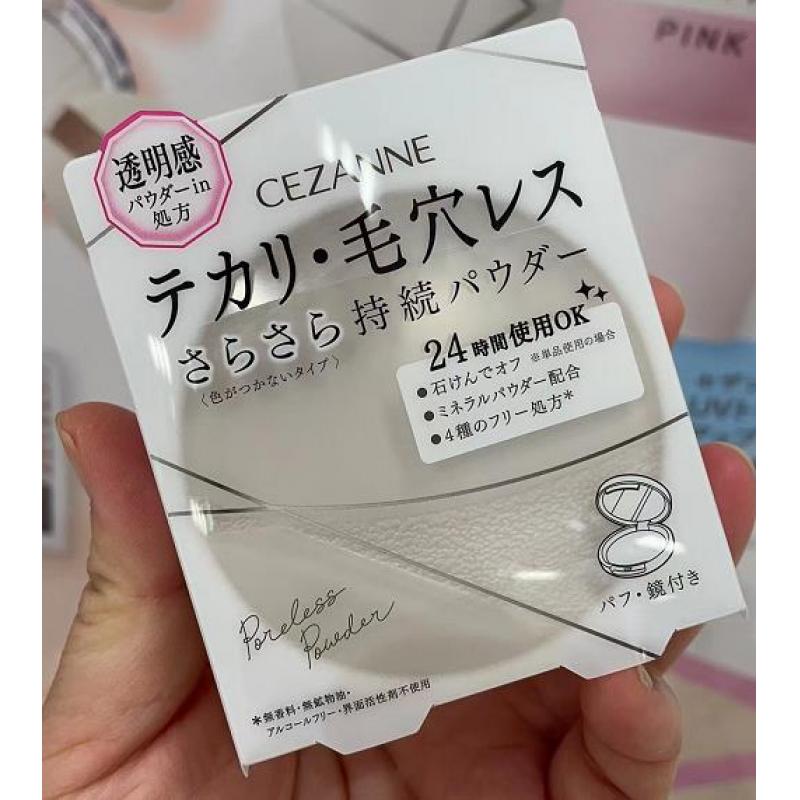 PINK
透明感
パウダーin
処方
CEZANNE
テカリ・毛穴レス
さらさら持続パウダー
〈色がつかないタイプ〉
24時間使用OK
●石けんでオフ ※単品使用の場合
●ミネラルパウダー配合
●4種のフリー処方*
パフ・鏡付き
Poreless
Powder
*無香料・無鉱物油・
アルコールフリー・界面活性剤不使用